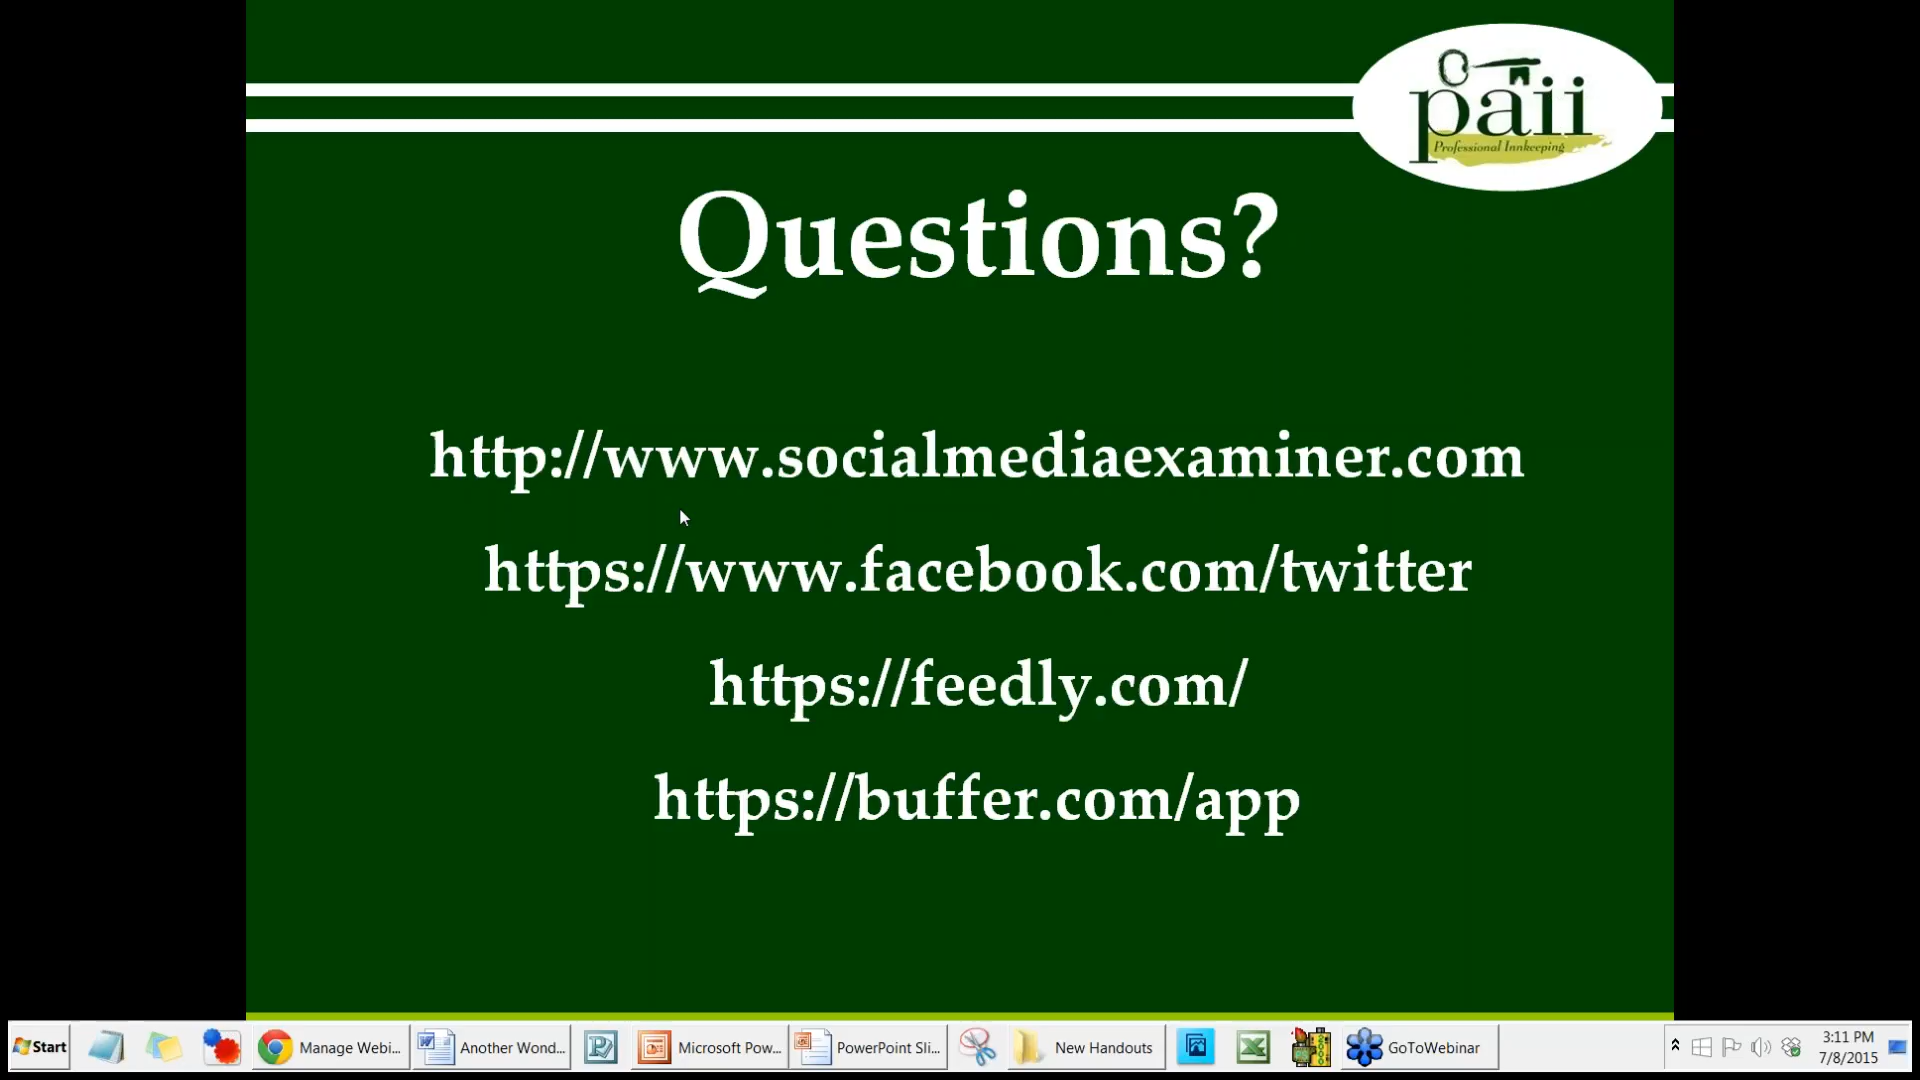 paii
Professional Innkeeping
Questions?
http://www.socialmediaexaminer.com
https://www.facebook.com/twitter
https://feedly.com/
https://buffer.com/app
Start
Manage Webi...
Another Wond...
Microsoft Pow...
PowerPoint Sli...
New Handouts
GoToWebinar
3:11 PM
7/8/2015